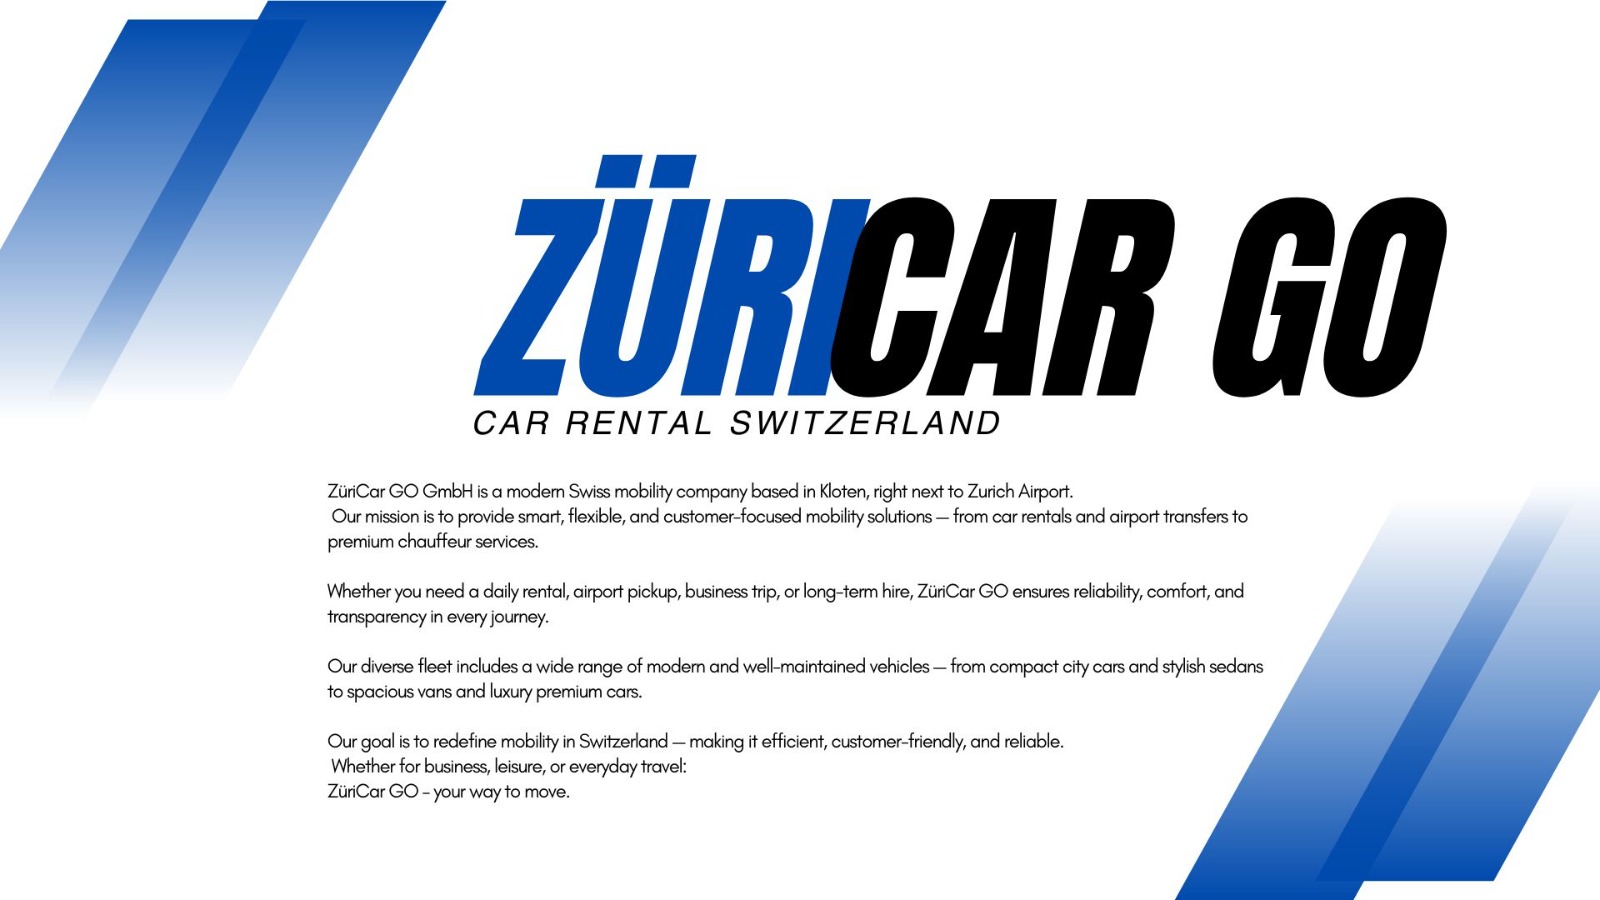 ZÜRICAR GO
CAR RENTAL SWITZERLAND
ZüriCar GO GmbH is a modern Swiss mobility company based in Kloten, right next to Zurich Airport.
Our mission is to provide smart, flexible, and customer-focused mobility solutions — from car rentals and airport transfers to
premium chauffeur services.
Whether you need a daily rental, airport pickup, business trip, or long-term hire, ZüriCar GO ensures reliability, comfort, and
transparency in every journey.
Our diverse fleet includes a wide range of modern and well-maintained vehicles — from compact city cars and stylish sedans
to spacious vans and luxury premium cars.
Our goal is to redefine mobility in Switzerland — making it efficient, customer-friendly, and reliable.
Whether for business, leisure, or everyday travel:
ZüriCar GO – your way to move.